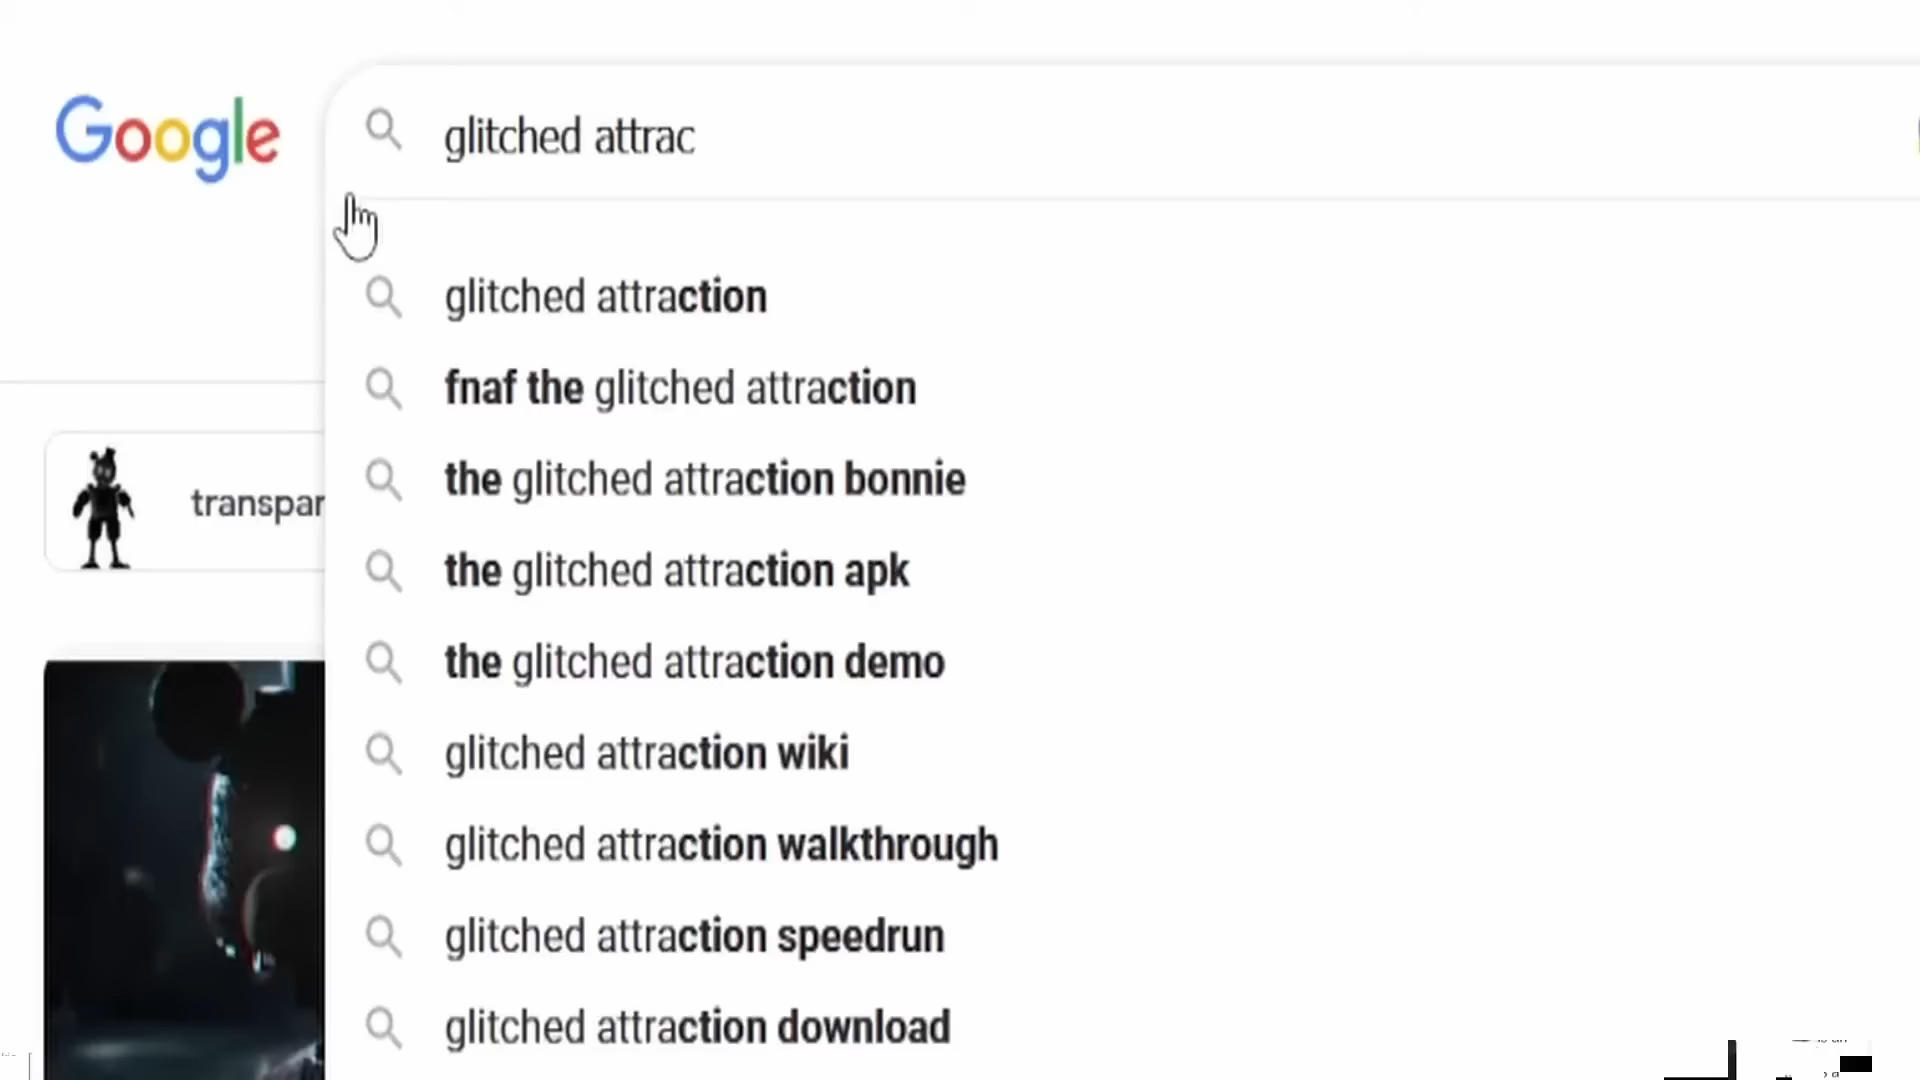 Google
glitched attrac
glitched attraction
fnaf the glitched attraction
the glitched attraction bonnie
the glitched attraction apk
the glitched attraction demo
glitched attraction wiki
glitched attraction walkthrough
glitched attraction speedrun
glitched attraction download
transpar